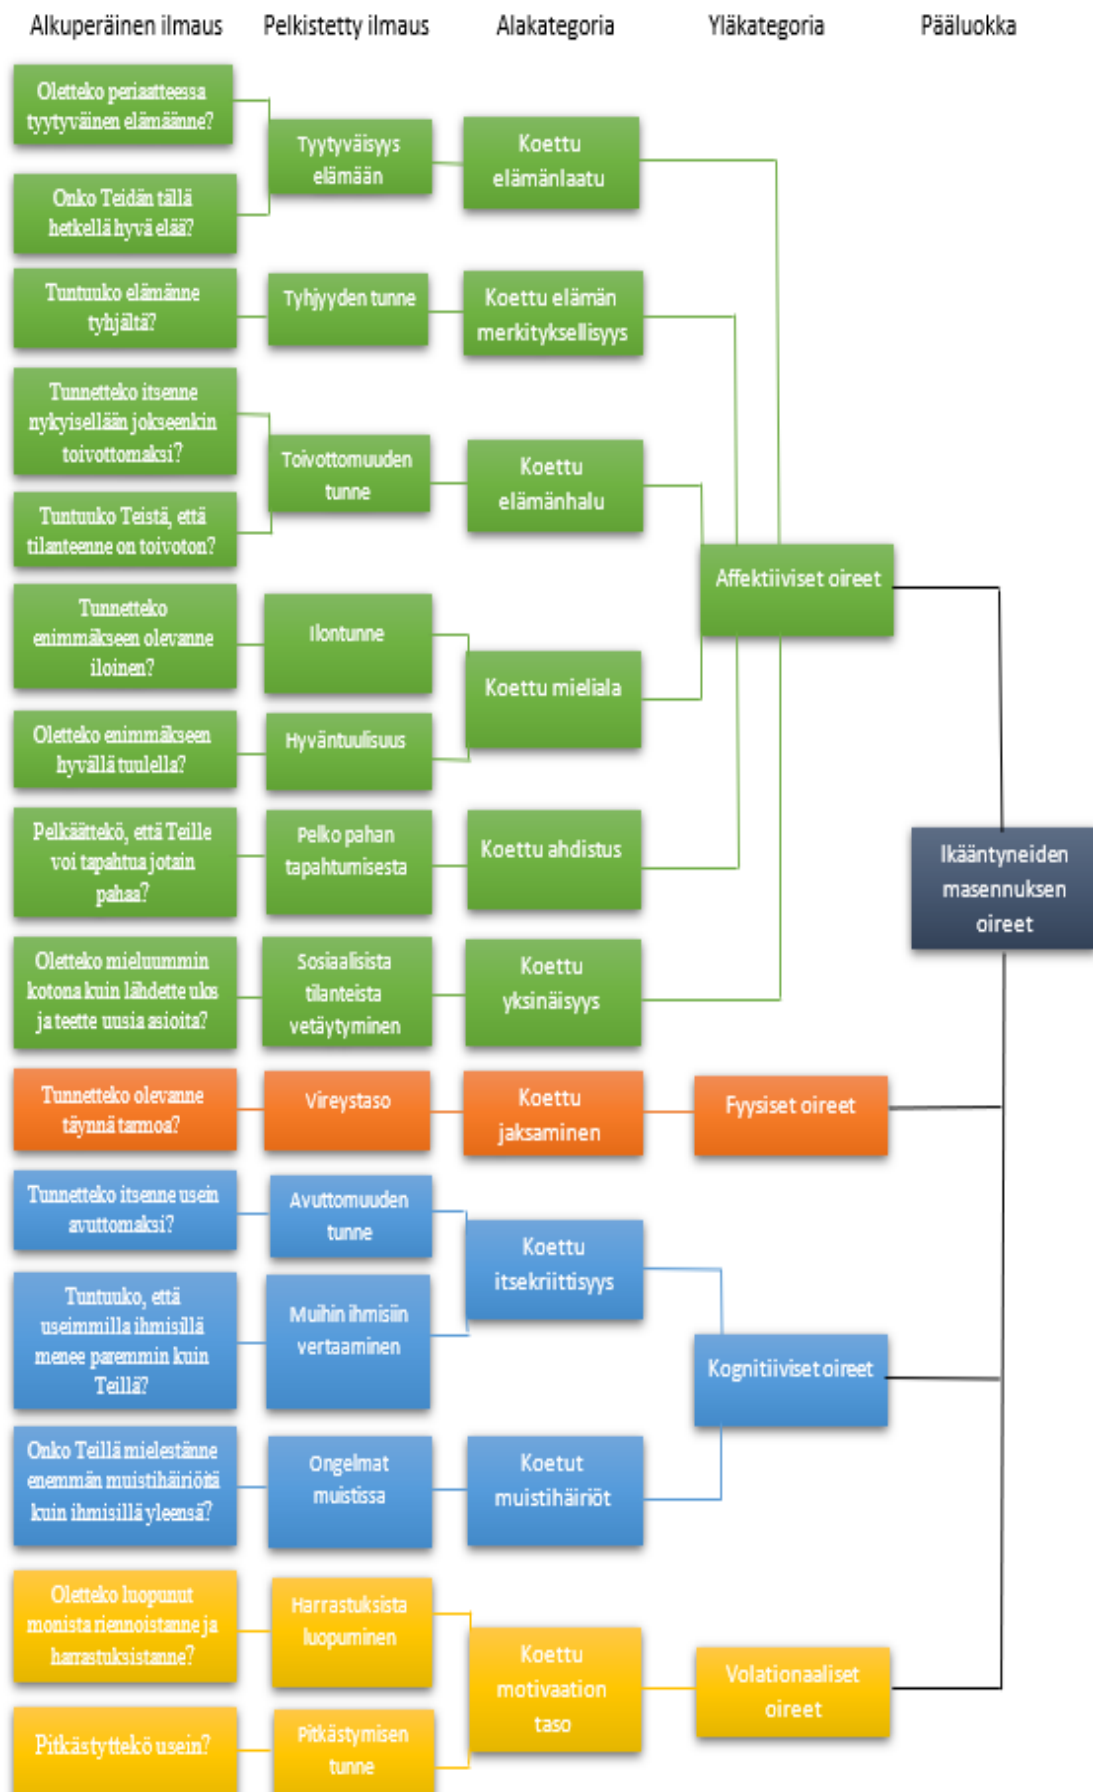 Alkuperäinen ilmaus Pelkistetty ilmaus Alakategoria Yläkategoria Pääluokka
Oletteko periaatteessa
tyytyväinen elämäänne?
Onko Teidän tällä
hetkellä hyvä elää?
Tyytyväisyys
elämään
Koettu
elämänlaatu
Tuntuuko elämänne
tyhjältä?
Tyhjyyden tunne
Koettu elämän
merkityksellisyys
Tunnetteko itsenne
nykyisellään jokseenkin
toivottomaksi?
Tuntuuko Teistä, että
tilanteenne on toivoton?
Toivottomuuden
tunne
Koettu
elämänhalu
Tunnetteko
enimmäkseen olevanne
iloinen?
Ilontunne
Oletteko enimmäkseen
hyvällä tuulella?
Hyväntuulisuus
Koettu mieliala
Pelkäättekö, että Teille
voi tapahtua jotain
pahaa?
Pelko pahan
tapahtumisesta
Koettu ahdistus
Oletteko mieluummin
kotona kuin lähdette ulos
ja teette uusia asioita?
Sosiaalisista
tilanteista
vetäytyminen
Koettu
yksinäisyys
Affektiiviset oireet
Tunnetteko olevanne
täynnä tarmoa?
Vireystaso
Koettu
jaksaminen
Fyysiset oireet
Tunnetteko itsenne usein
avuttomaksi?
Avuttomuuden
tunne
Tuntuuko, että
useimmilla ihmisillä
menee paremmin kuin
Teillä?
Muihin ihmisiin
vertaaminen
Koettu
itsekriittisyys
Onko Teillä mielestänne
enemmän muistihäiriöitä
kuin ihmisillä yleensä?
Ongelmat
muistissa
Koetut
muistihäiriöt
Kognitiiviset oireet
Oletteko luopunut
monista riennoistanne ja
harrastuksistanne?
Harrastuksista
luopuminen
Pitkästyttekö usein?
Pitkästymisen
tunne
Koettu
motivaation
taso
Volationaaliset
oireet
Ikääntyneiden
masennuksen
oireet